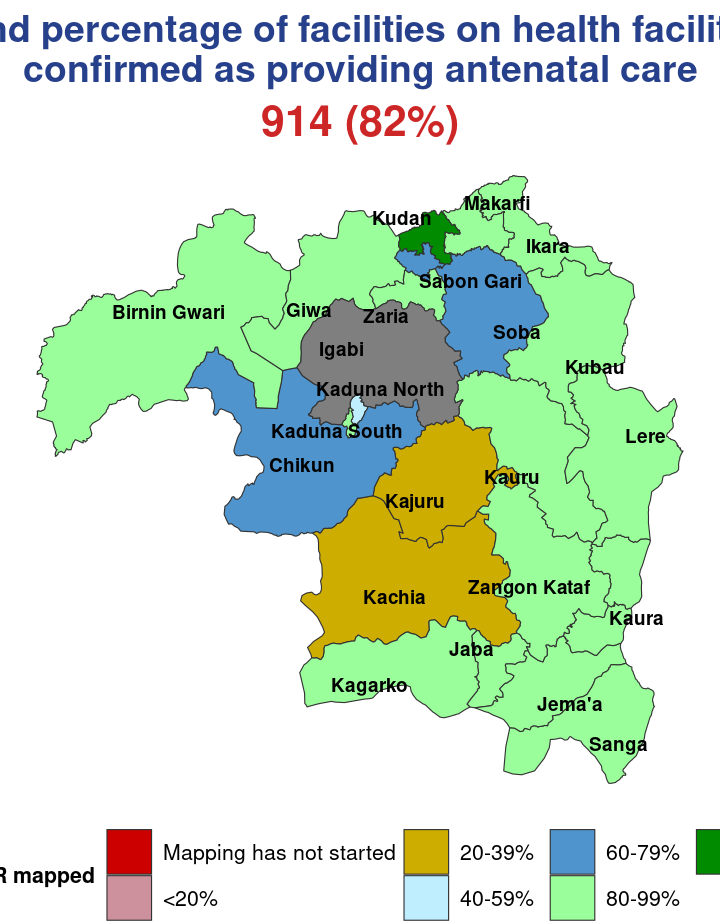 nd percentage of facilities on health facilit
confirmed as providing antenatal care
914 (82%)
Makarfi
Kudan
Ikara
Sabon Gari
Birnin Gwari
Giwa
Zaria
Soba
Igabi
Kubau
Kaduna North
Kaduna South
Lere
Chikun
Kauru
Kajuru
Zangon Kataf
Kachia
Kaura
Jaba
Kagarko
Jema'a
Sanga
R mapped
Mapping has not started
20-39%
60-79%
<20%
40-59%
80-99%